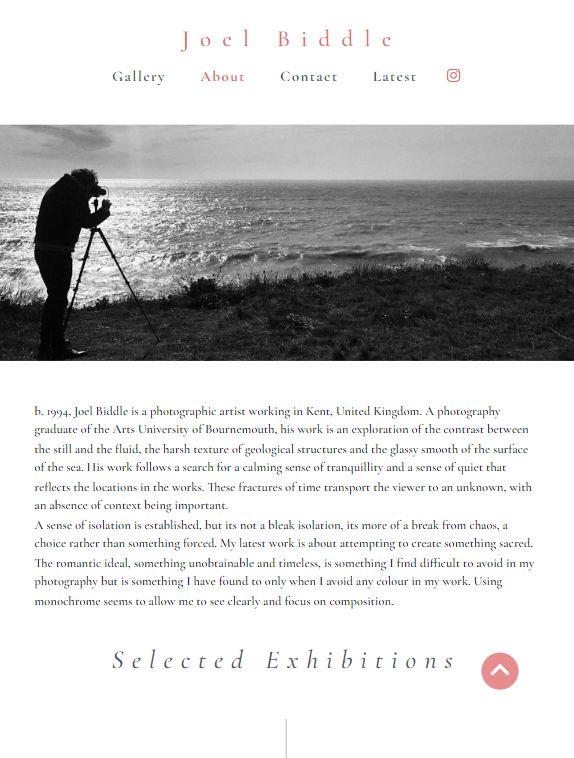 Joel Biddle
Gallery About Contact Latest
b. 1994, Joel Biddle is a photographic artist working in Kent, United Kingdom. A photography
graduate of the Arts University of Bournemouth, his work is an exploration of the contrast between
the still and the fluid, the harsh texture of geological structures and the glassy smooth of the surface
of the sea. His work follows a search for a calming sense of tranquillity and a sense of quiet that
reflects the locations in the works. These fractures of time transport the viewer to an unknown, with
an absence of context being important.
A sense of isolation is established, but its not a bleak isolation, its more of a break from chaos, a
choice rather than something forced. My latest work is about attempting to create something sacred.
The romantic ideal, something unobtainable and timeless, is something I find difficult to avoid in my
photography but is something I have found to only when I avoid any colour in my work. Using
monochrome seems to allow me to see clearly and focus on composition.
Selected Exhibitions